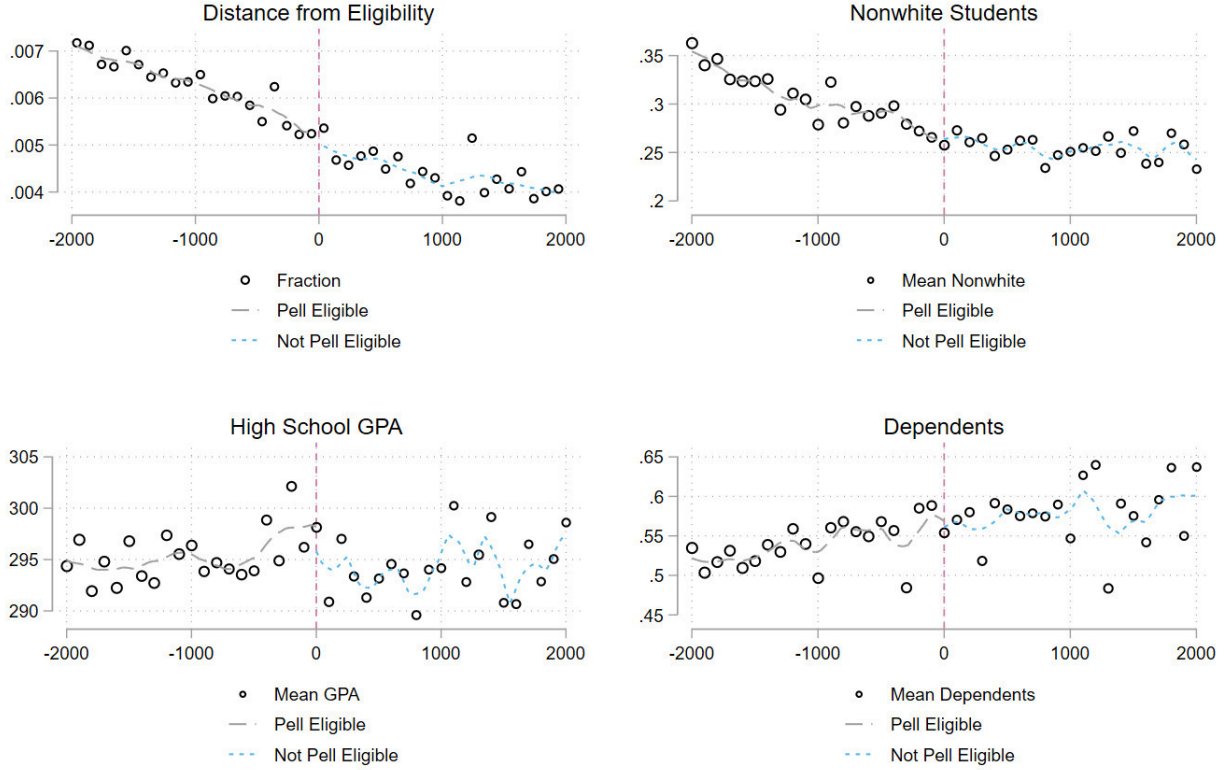 Distance from Eligibility
.007
.006
.005
.004
-2000 -1000 0 1000 2000
Fraction
Pell Eligible
Not Pell Eligible
Nonwhite Students
.35
.3
.25
.2
-2000 -1000 0 1000 2000
Mean Nonwhite
Pell Eligible
Not Pell Eligible
High School GPA
305
300
295
290
-2000 -1000 0 1000 2000
Mean GPA
Pell Eligible
Not Pell Eligible
Dependents
.65
.6
.55
.5
.45
-2000 -1000 0 1000 2000
Mean Dependents
Pell Eligible
Not Pell Eligible